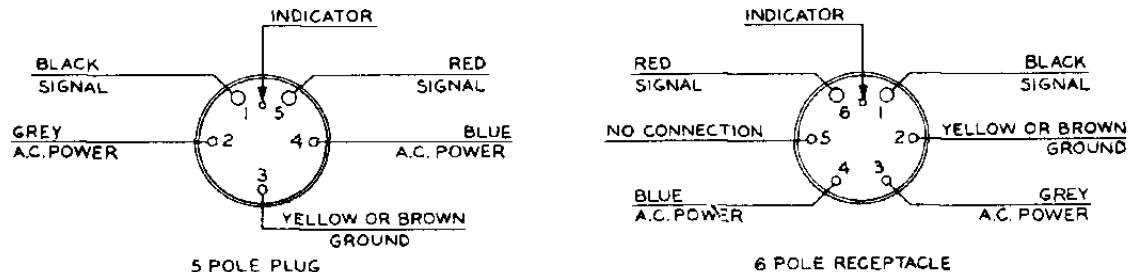 INDICATOR
BLACK
SIGNAL
RED
SIGNAL
1
5
GREY
A.C. POWER
2
4
BLUE
A.C. POWER
3
YELLOW OR BROWN
GROUND
5 POLE PLUG
INDICATOR
RED
SIGNAL
BLACK
SIGNAL
6
1
NO CONNECTION
5
2
YELLOW OR BROWN
GROUND
4
3
BLUE
A.C. POWER
GREY
A.C. POWER
6 POLE RECEPTACLE